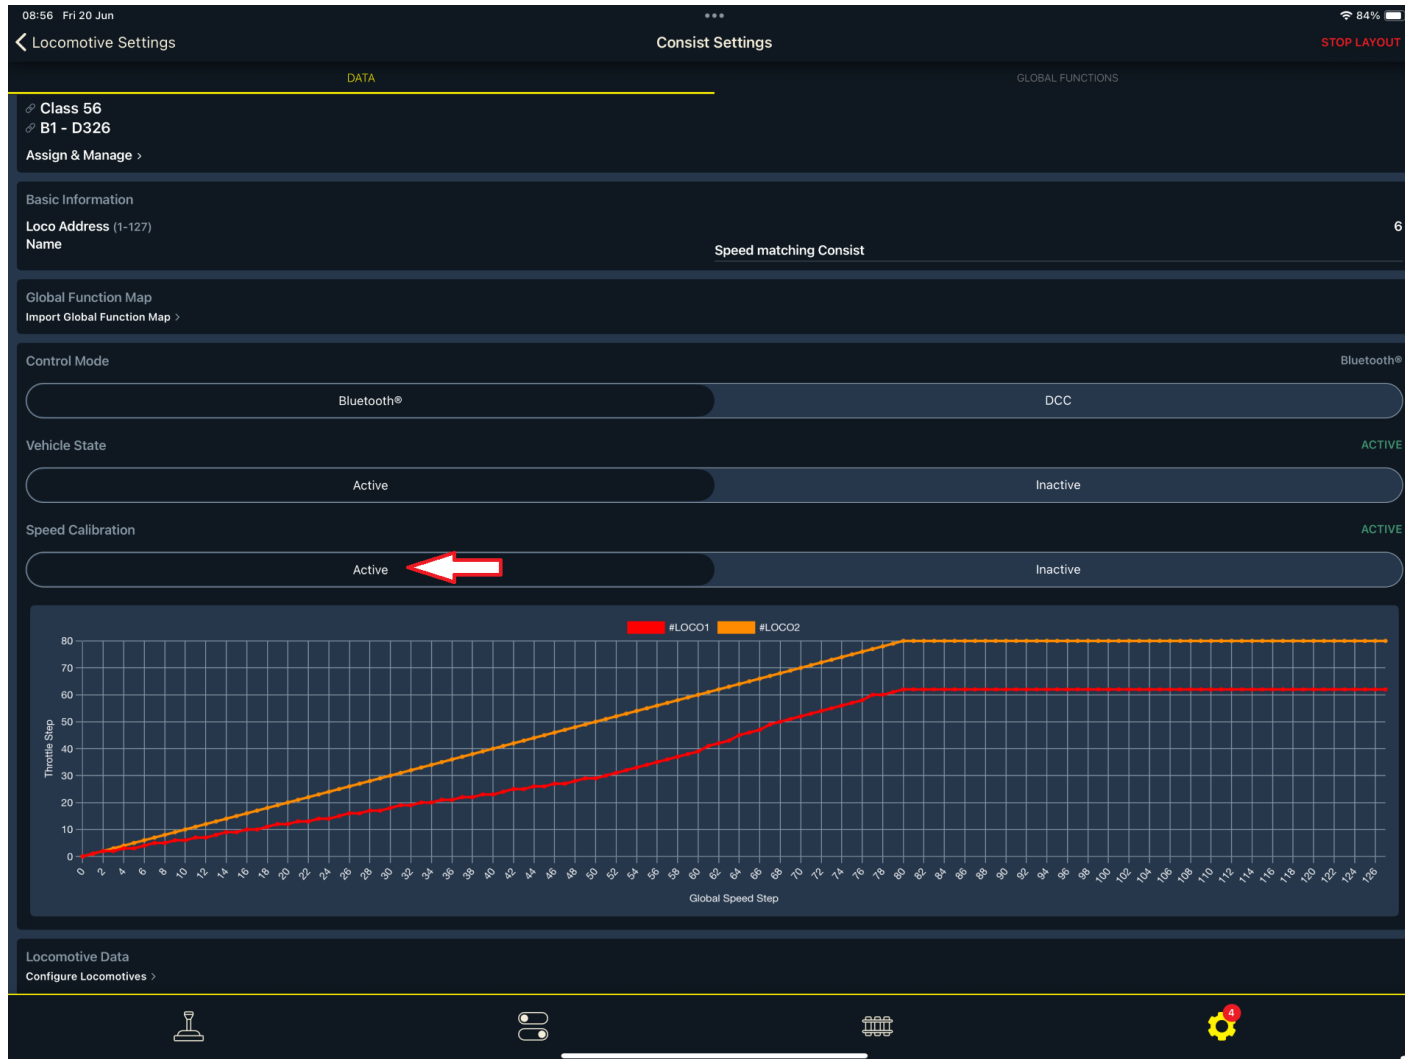 08:56 Fri 20 Jun
84%
Locomotive Settings
Consist Settings
STOP LAYOUT
DATA
GLOBAL FUNCTIONS
Class 56
B1 - D326
Assign & Manage >
Basic Information
Loco Address (1-127)
6
Name
Speed matching Consist
Global Function Map
Import Global Function Map >
Control Mode
Bluetooth®
Bluetooth®
DCC
Vehicle State
ACTIVE
Active
Inactive
Speed Calibration
ACTIVE
Active
Inactive
#LOCO1
#LOCO2
80
70
60
50
40
30
20
10
0
Throttle Step
0 2 4 6 8 10 12 14 16 18 20 22 24 26 28 30 32 34 36 38 40 42 44 46 48 50 52 54 56 58 60 62 64 66 68 70 72 74 76 78 80 82 84 86 88 90 92 94 96 98 100 102 104 106 108 110 112 114 116 118 120 122 124 126
Global Speed Step
Locomotive Data
Configure Locomotives >
4